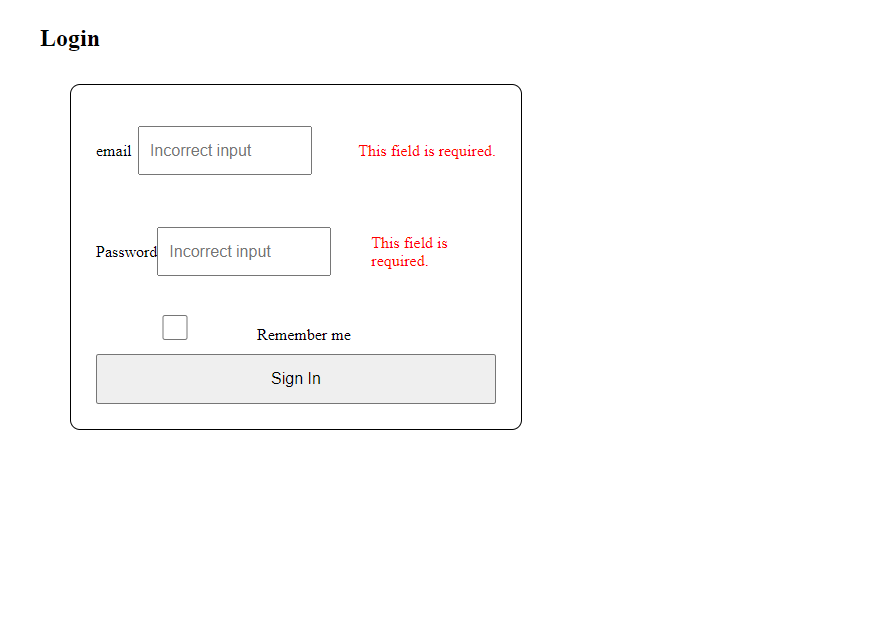 Login
email Incorrect input This field is required.
Password Incorrect input This field is
required.
Remember me
Sign In